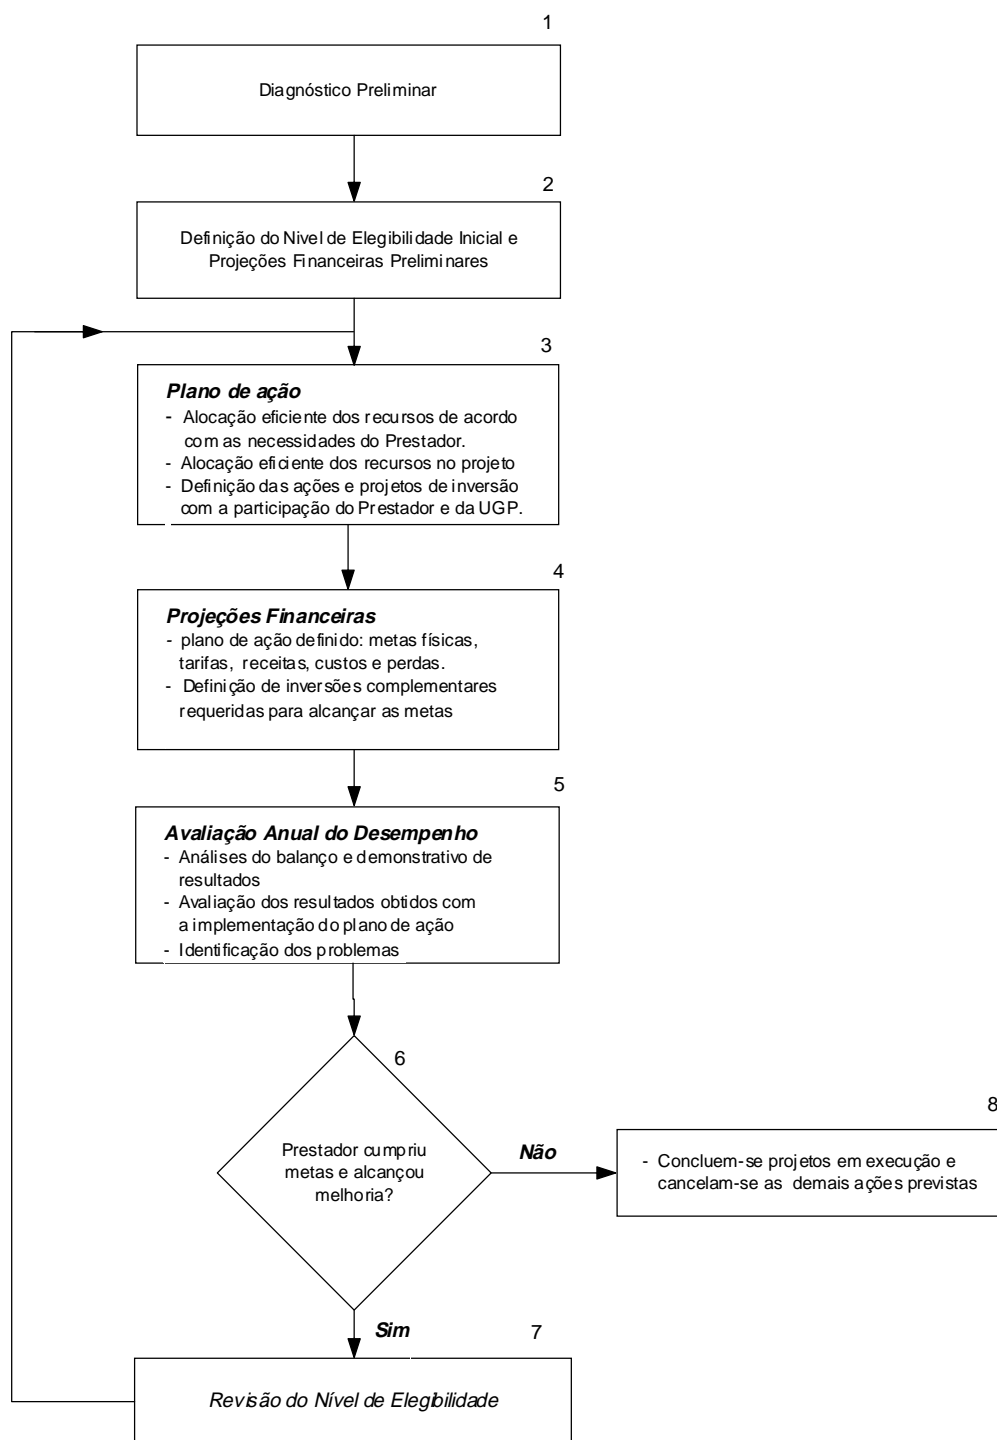 1
Diagnóstico Preliminar
2
Definição do Nivel de Elegibilidade Inicial e
Projeções Financeiras Preliminares
3
Plano de ação
- Alocação eficiente dos recursos de acordo
com as necessidades do Prestador.
- Alocação eficiente dos recursos no projeto
- Definição das ações e projetos de inversão
com a participação do Prestador e da UGP.
4
Projeções Financeiras
- plano de ação definido: metas físicas,
tarifas, receitas, custos e perdas.
- Definição de inversões complementares
requeridas para alcançar as metas
5
Avaliação Anual do Desempenho
- Análises do balanço e demonstrativo de
resultados
- Avaliação dos resultados obtidos com
a implementação do plano de ação
- Identificação dos problemas
6
Prestador cumpriu
metas e alcançou
melhoria?
Não
8
- Concluem-se projetos em execução e
cancelam-se as demais ações previstas
Sim
7
Revisão do Nível de Elegibilidade